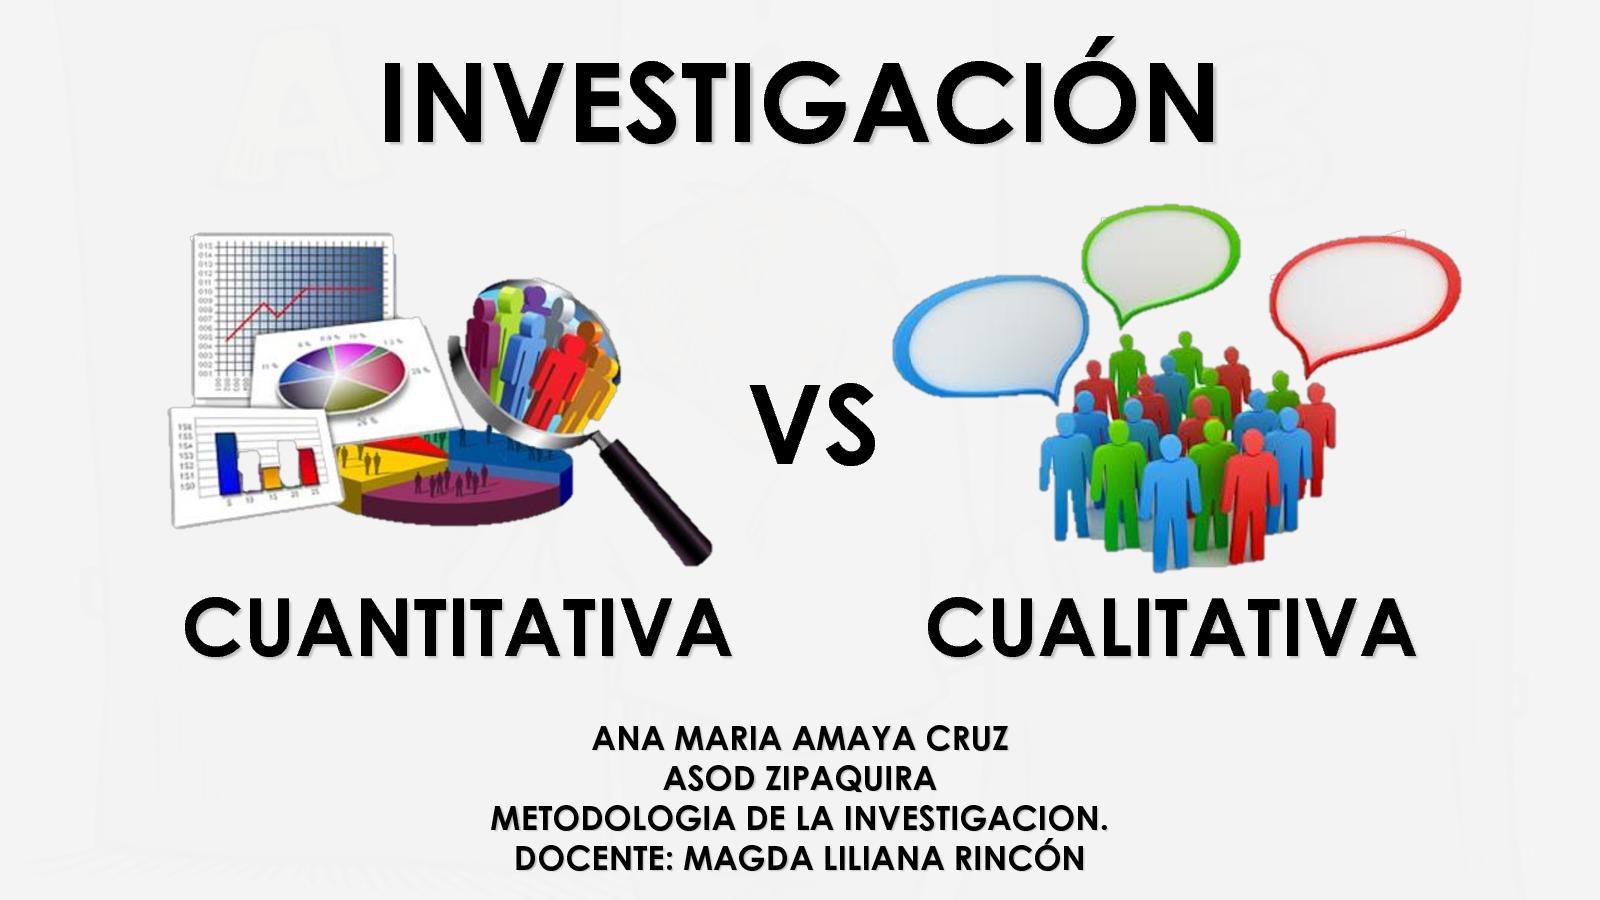 INVESTIGACIÓN
VS
CUANTITATIVA
CUALITATIVA
ANA MARIA AMAYA CRUZ
ASOD ZIPAQUIRA
METODOLOGIA DE LA INVESTIGACION.
DOCENTE: MAGDA LILIANA RINCÓN